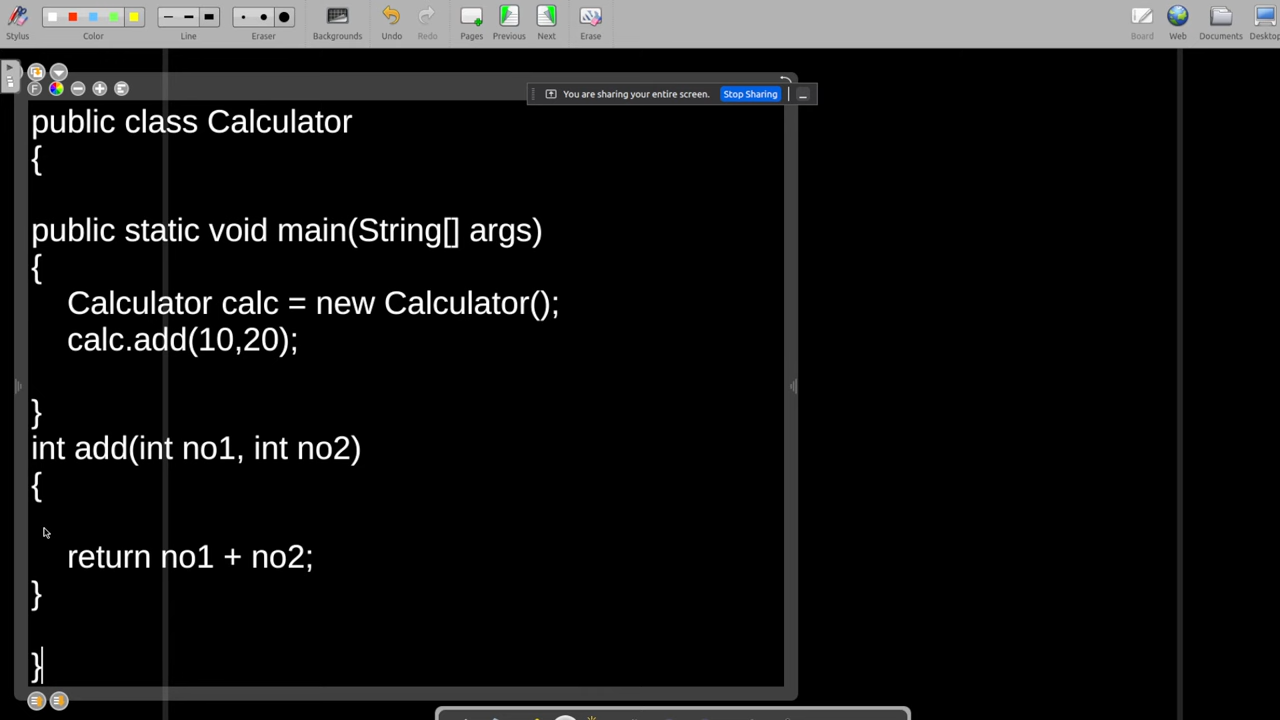 Stylus
Color
Line
Eraser
Backgrounds
Undo
Redo
Pages
Previous
Next
Erase
Board
Web
Documents
Desktop
F
You are sharing your entire screen.
Stop Sharing
public class Calculator
{
public static void main(String[] args)
{
Calculator calc = new Calculator();
calc.add(10,20);
}
int add(int no1, int no2)
{
return no1 + no2;
}
}